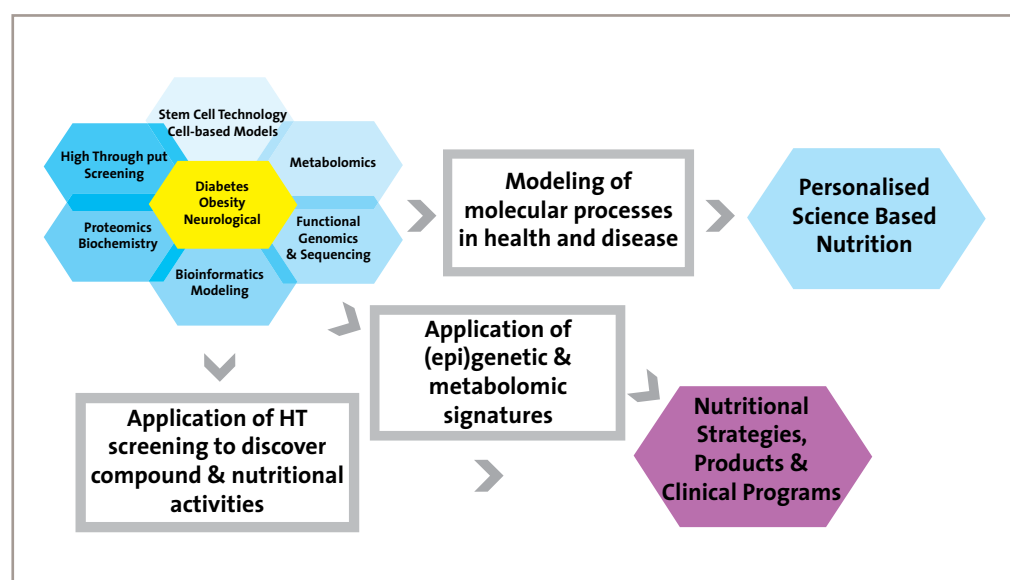 Stem Cell Technology
Cell-based Models
High Through put
Screening
Metabolomics
Diabetes
Obesity
Neurological
Proteomics
Biochemistry
Functional
Genomics
& Sequencing
Bioinformatics
Modeling
Modeling of
molecular processes
in health and disease
Personalised
Science Based
Nutrition
Application of
(epi)genetic &
metabolomic
signatures
Application of HT
screening to discover
compound & nutritional
activities
Nutritional
Strategies,
Products &
Clinical Programs